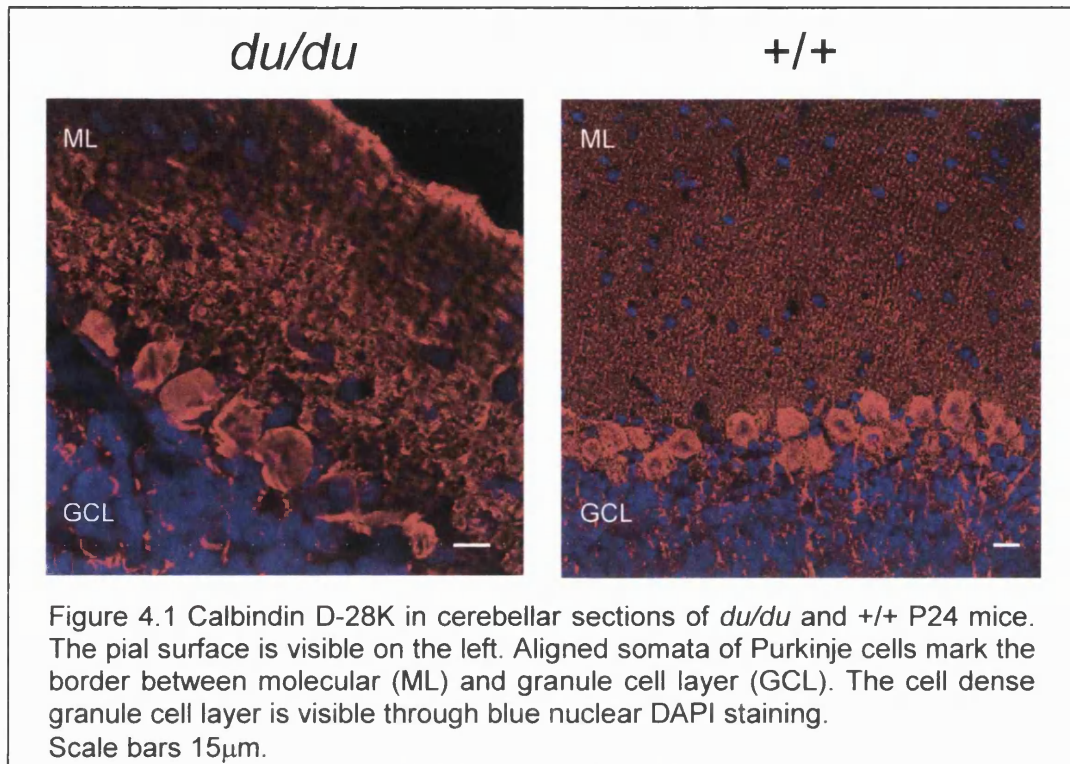 du/du
+/+
ML
ML
GCL
GCL
Figure 4.1 Calbindin D-28K in cerebellar sections of du/du and +/+ P24 mice.
The pial surface is visible on the left. Aligned somata of Purkinje cells mark the
border between molecular (ML) and granule cell layer (GCL). The cell dense
granule cell layer is visible through blue nuclear DAPI staining.
Scale bars 15μm.